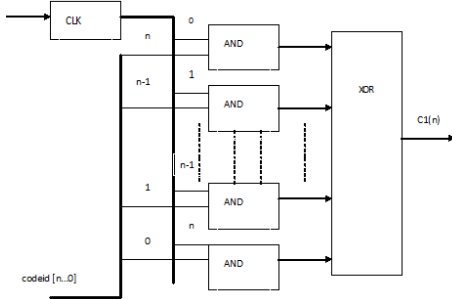 CLK
n
0
AND
n-1
1
AND
XOR
C1(n)
n-1
1
AND
0
n
AND
codeid [n...0]